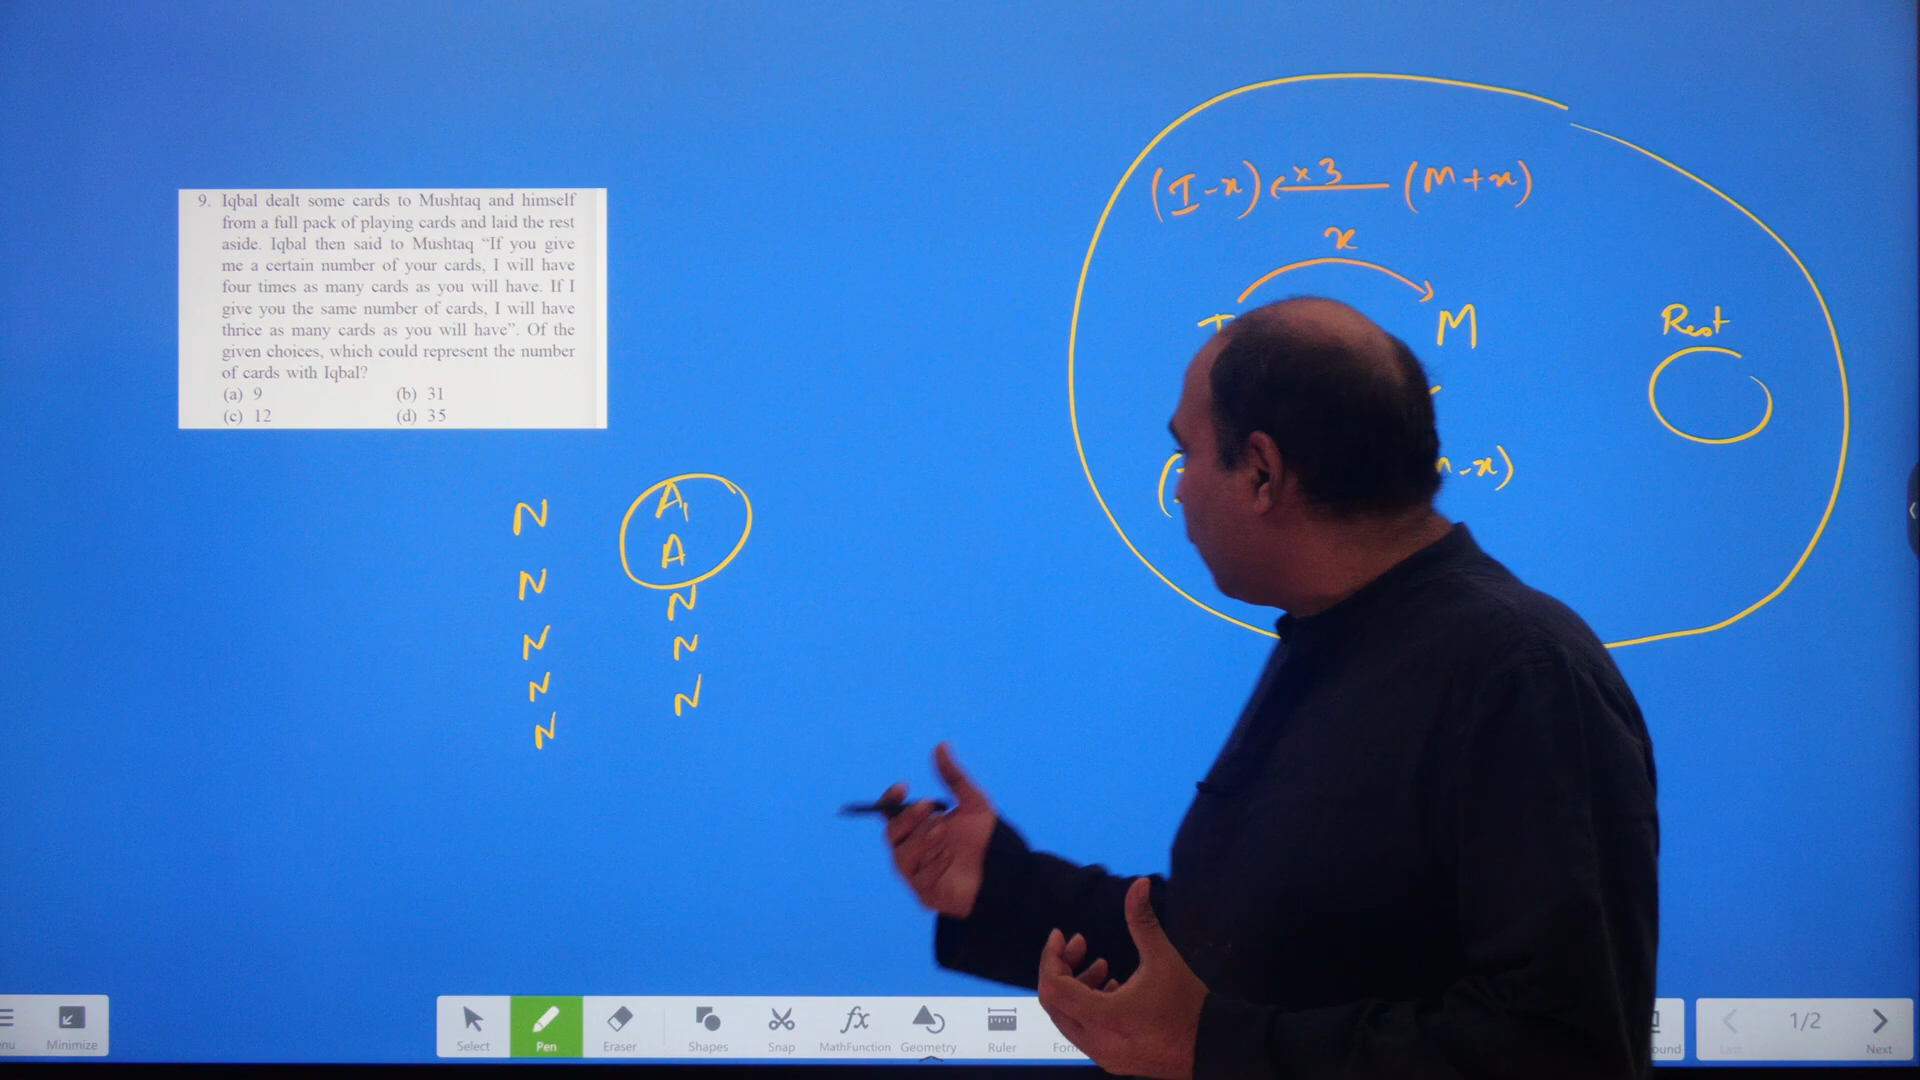 9. Iqbal dealt some cards to Mushtaq and himself
from a full pack of playing cards and laid the rest
aside. Iqbal then said to Mushtaq “If you give
me a certain number of your cards, I will have
four times as many cards as you will have. If I
give you the same number of cards, I will have
thrice as many cards as you will have”. Of the
given choices, which could represent the number
of cards with Iqbal?
(a) 9 (b) 31
(c) 12 (d) 35
(I-x) ×3 (M+x)
x
M
Rest
-x)
N A
N A
N N
N N
N N
Minimize
Select
Pen
Eraser
Shapes
Snap
fx
MathFunction
Geometry
Ruler
1/2
Last
Next